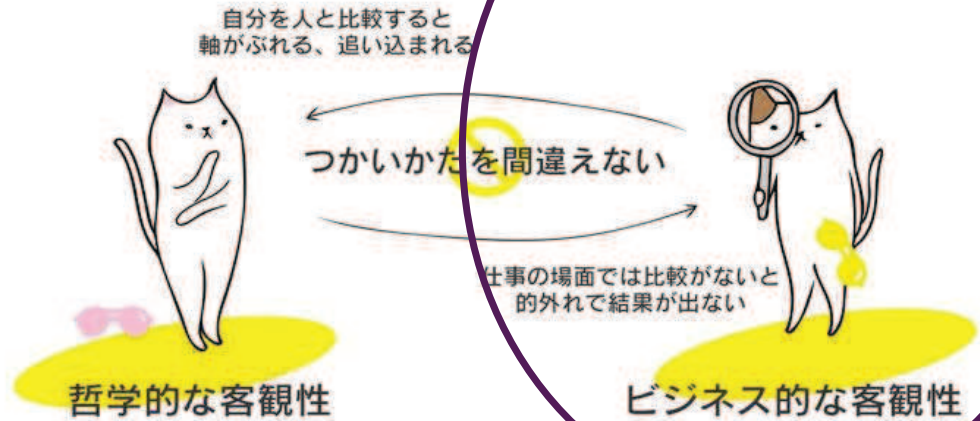 自分を人と比較すると
軸がぶれる、追い込まれる
つかいかたを間違えない
仕事の場面では比較がないと
的外れで結果が出ない
哲学的な客観性
ビジネス的な客観性